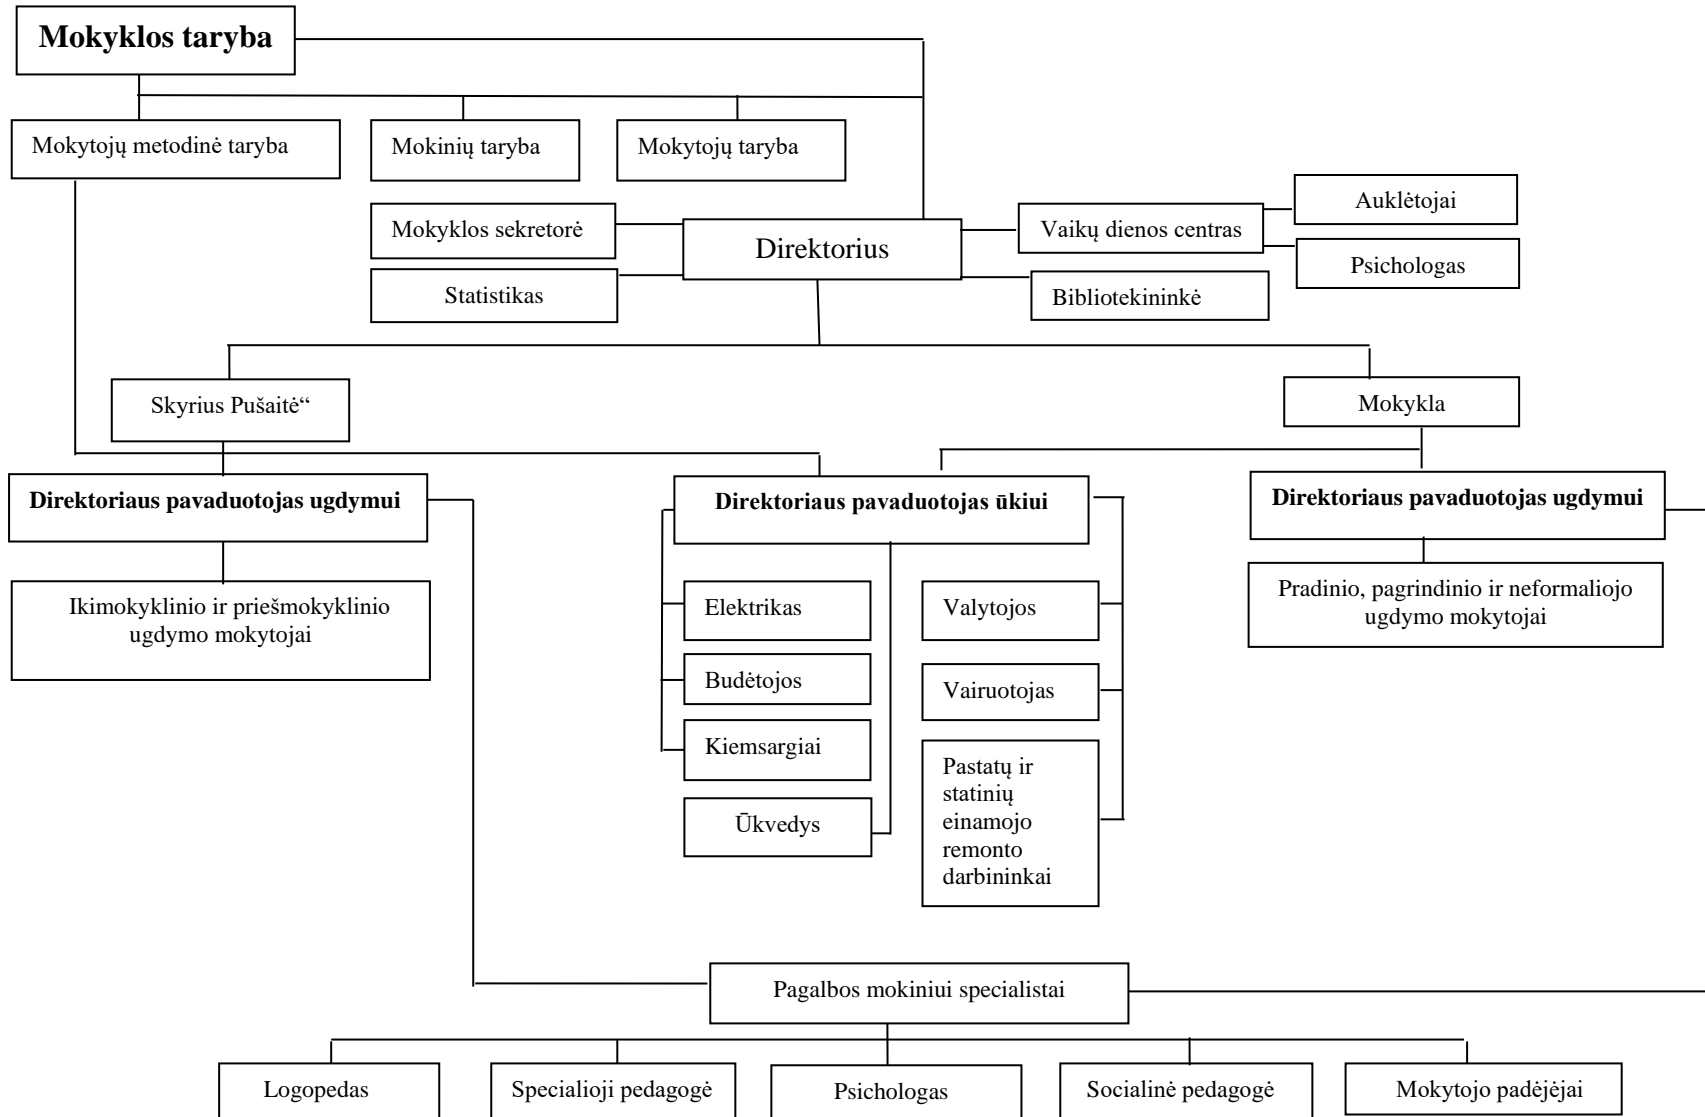 Mokyklos taryba
Mokytojų metodinė taryba
Mokinių taryba
Mokytojų taryba
Mokyklos sekretorė
Direktorius
Vaikų dienos centras
Auklėtojai
Psichologas
Statistikas
Bibliotekininkė
Skyrius Pušaitė“
Mokykla
Direktoriaus pavaduotojas ugdymui
Direktoriaus pavaduotojas ūkiui
Direktoriaus pavaduotojas ugdymui
Ikimokyklinio ir priešmokyklinio
ugdymo mokytojai
Pradinio, pagrindinio ir neformaliojo
ugdymo mokytojai
Elektrikas
Budėtojos
Kiemsargiai
Ūkvedys
Valytojos
Vairuotojas
Pastatų ir
statinių
einamojo
remonto
darbininkai
Pagalbos mokiniui specialistai
Logopedas
Specialioji pedagogė
Psichologas
Socialinė pedagogė
Mokytojo padėjėjai